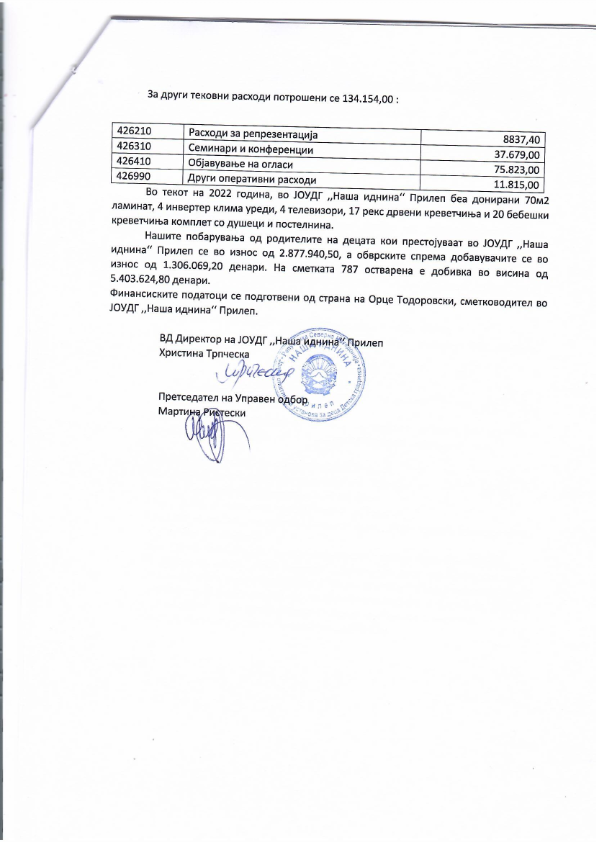 За други тековни расходи потрошени се 134.154,00 :
426210 Расходи за репрезентација 8837,40
426310 Семинари и конференции 37.679,00
426410 Објавување на огласи 75.823,00
426990 Други оперативни расходи 11.815,00
Во текот на 2022 година, во ЈОУДГ ,,Наша иднина‘‘ Прилеп беа донирани 70м2
ламинат, 4 инвертер клима уреди, 4 телевизори, 17 рекс дрвени креветчиња и 20 бебешки
креветчиња комплет со душеци и постелнина.
Нашите побарувања од родителите на децата кои престојуваат во ЈОУДГ ,,Наша
иднина‘‘ Прилеп се во износ од 2.877.940,50, а обврските спрема добавувачите се во
износ од 1.306.069,20 денари. На сметката 787 остварена е добивка во висина од
5.403.624,80 денари.
Финансиските податоци се подготвени од страна на Орце Тодоровски, сметководител во
ЈОУДГ ,,Наша иднина‘‘ Прилеп.
ВД Директор на ЈОУДГ ,,Наша иднина‘‘ Прилеп
Христина Трпческа
НАША ИДНИНА
Претседател на Управен одбор
Мартина Ристески